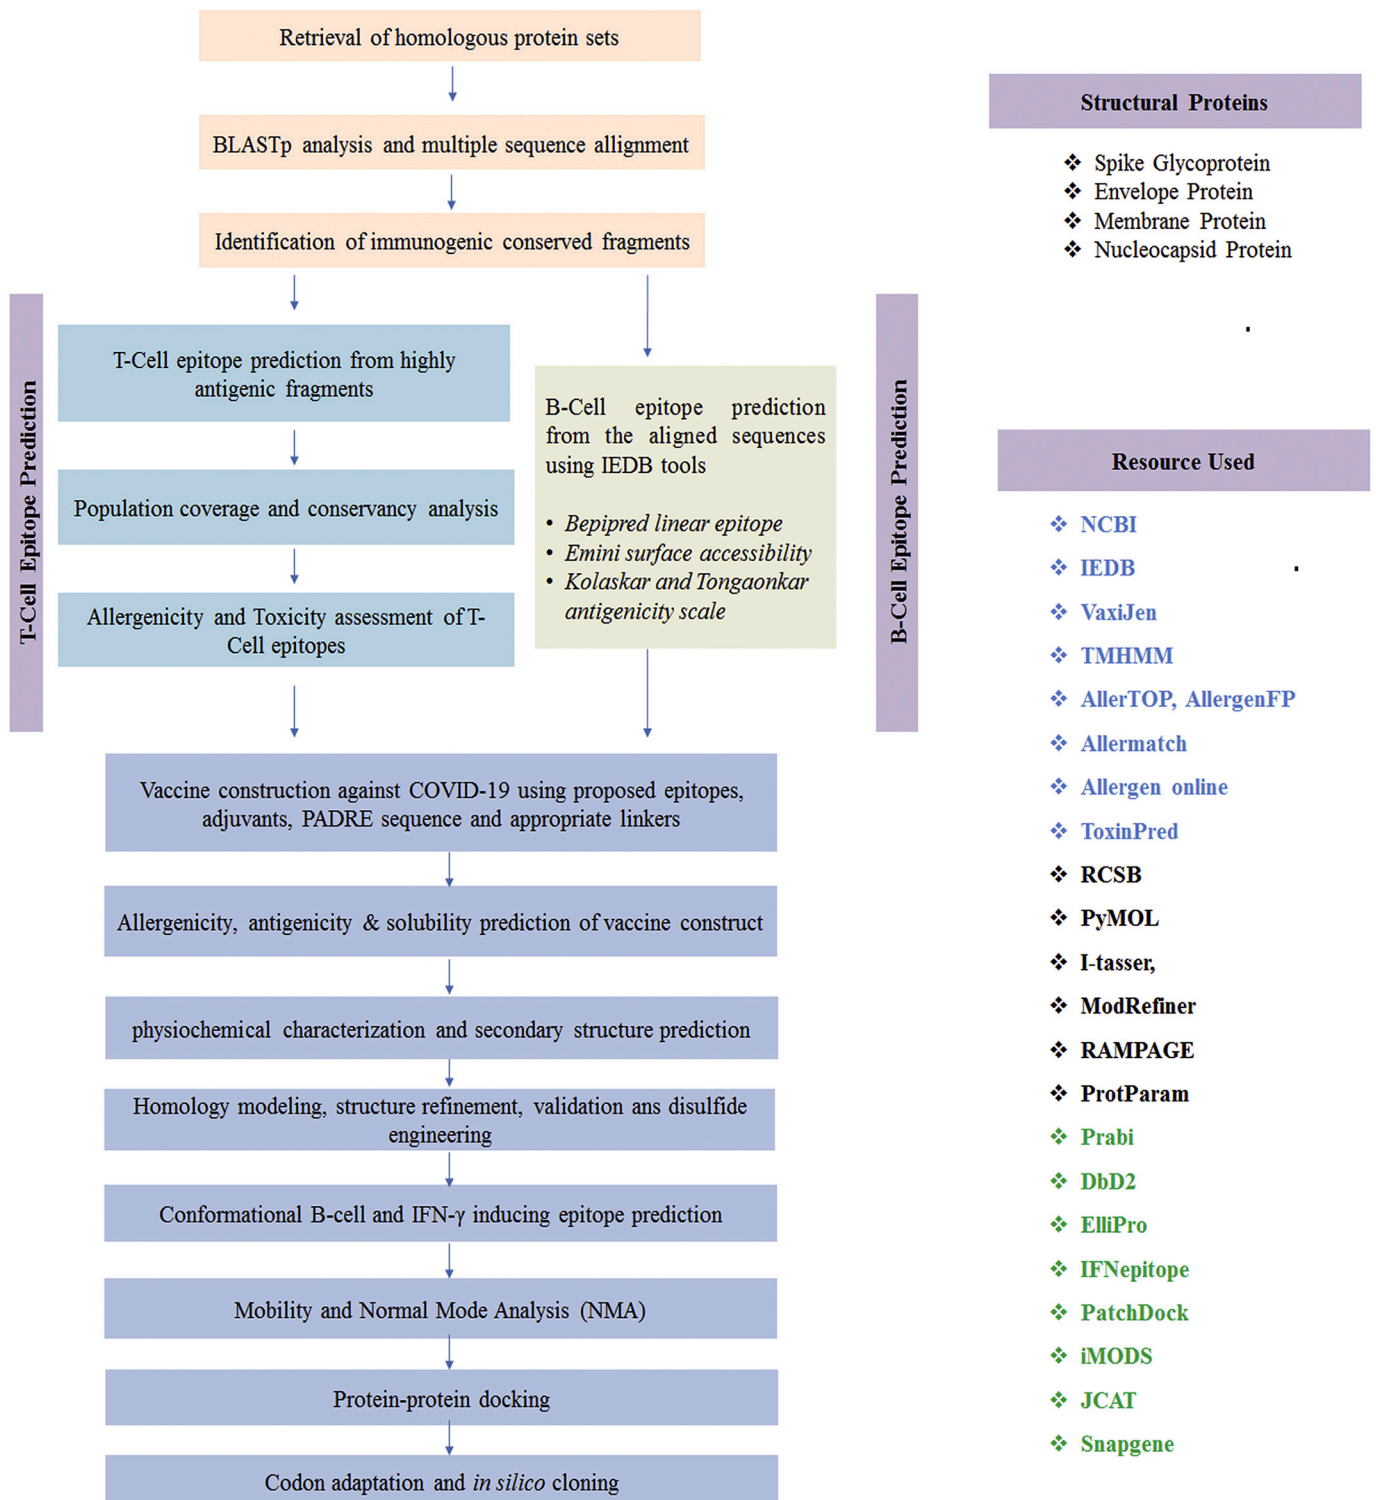 Retrieval of homologous protein sets
BLASTp analysis and multiple sequence allignment
Identification of immunogenic conserved fragments
T-Cell Epitope Prediction
T-Cell epitope prediction from highly
antigenic fragments
Population coverage and conservancy analysis
Allergenicity and Toxicity assessment of T-
Cell epitopes
B-Cell epitope prediction
from the aligned sequences
using IEDB tools
• Bepipred linear epitope
• Emini surface accessibility
• Kolaskar and Tongaonkar
antigenicity scale
B-Cell Epitope Prediction
Vaccine construction against COVID-19 using proposed epitopes,
adjuvants, PADRE sequence and appropriate linkers
Allergenicity, antigenicity & solubility prediction of vaccine construct
physiochemical characterization and secondary structure prediction
Homology modeling, structure refinement, validation ans disulfide
engineering
Conformational B-cell and IFN-γ inducing epitope prediction
Mobility and Normal Mode Analysis (NMA)
Protein-protein docking
Codon adaptation and in silico cloning
Structural Proteins
❖ Spike Glycoprotein
❖ Envelope Protein
❖ Membrane Protein
❖ Nucleocapsid Protein
Resource Used
❖ NCBI
❖ IEDB
❖ VaxiJen
❖ TMHMM
❖ AllerTOP, AllergenFP
❖ Allermatch
❖ Allergen online
❖ ToxinPred
❖ RCSB
❖ PyMOL
❖ I-tasser,
❖ ModRefiner
❖ RAMPAGE
❖ ProtParam
❖ Prabi
❖ DbD2
❖ ElliPro
❖ IFNepitope
❖ PatchDock
❖ iMODS
❖ JCAT
❖ Snapgene